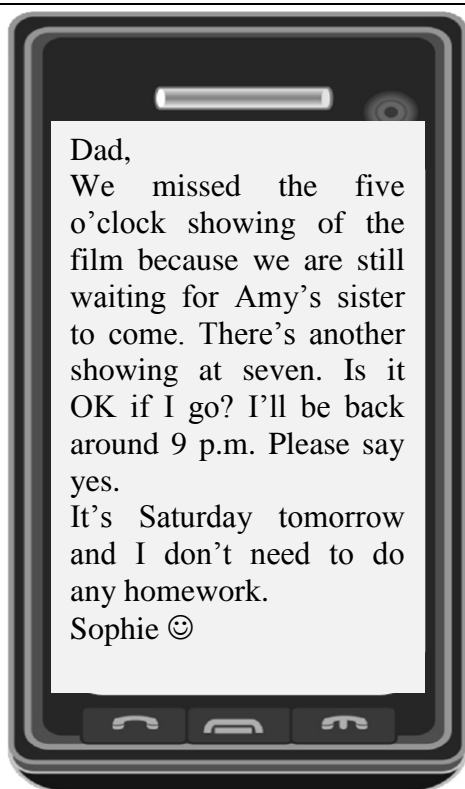 Dad,
We missed the five
o’clock showing of the
film because we are still
waiting for Amy’s sister
to come. There’s another
showing at seven. Is it
OK if I go? I’ll be back
around 9 p.m. Please say
yes.
It’s Saturday tomorrow
and I don’t need to do
any homework.
Sophie ☺